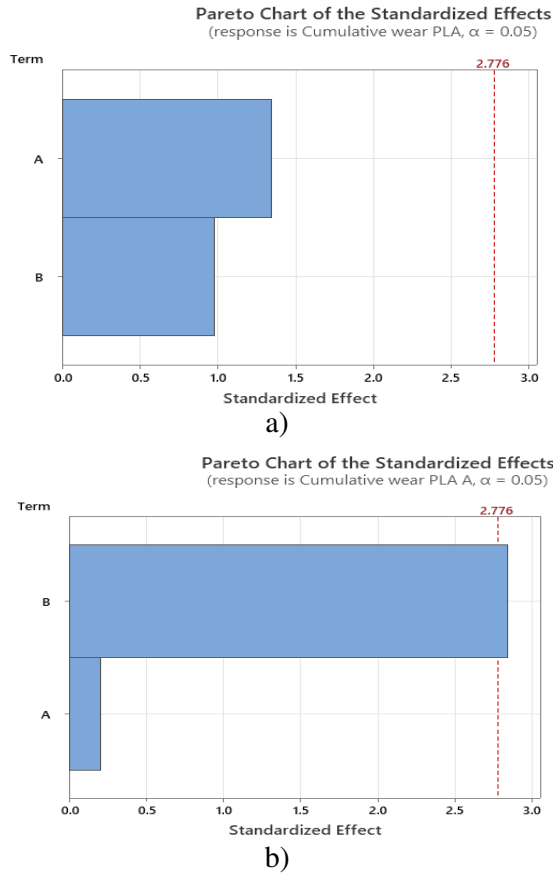 Pareto Chart of the Standardized Effects
(response is Cumulative wear PLA, α = 0.05)
Term
2.776
A
B
0.0 0.5 1.0 1.5 2.0 2.5 3.0
Standardized Effect
a)
Pareto Chart of the Standardized Effects
(response is Cumulative wear PLA A, α = 0.05)
Term
2.776
B
A
0.0 0.5 1.0 1.5 2.0 2.5 3.0
Standardized Effect
b)